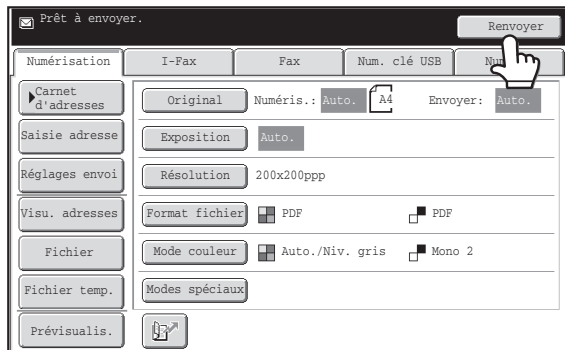 Prêt à envoyer.
Renvoyer
Numérisation
I-Fax
Fax
Num. clé USB
Carnet
d'adresses
Original
Numéris.: Auto. A4 Envoyer: Auto.
Saisie adresse
Exposition
Auto.
Réglages envoi
Résolution
200x200ppp
Visu. adresses
Format fichier
PDF
PDF
Fichier
Mode couleur
Auto./Niv. gris
Mono 2
Fichier temp.
Modes spéciaux
Prévisualis.